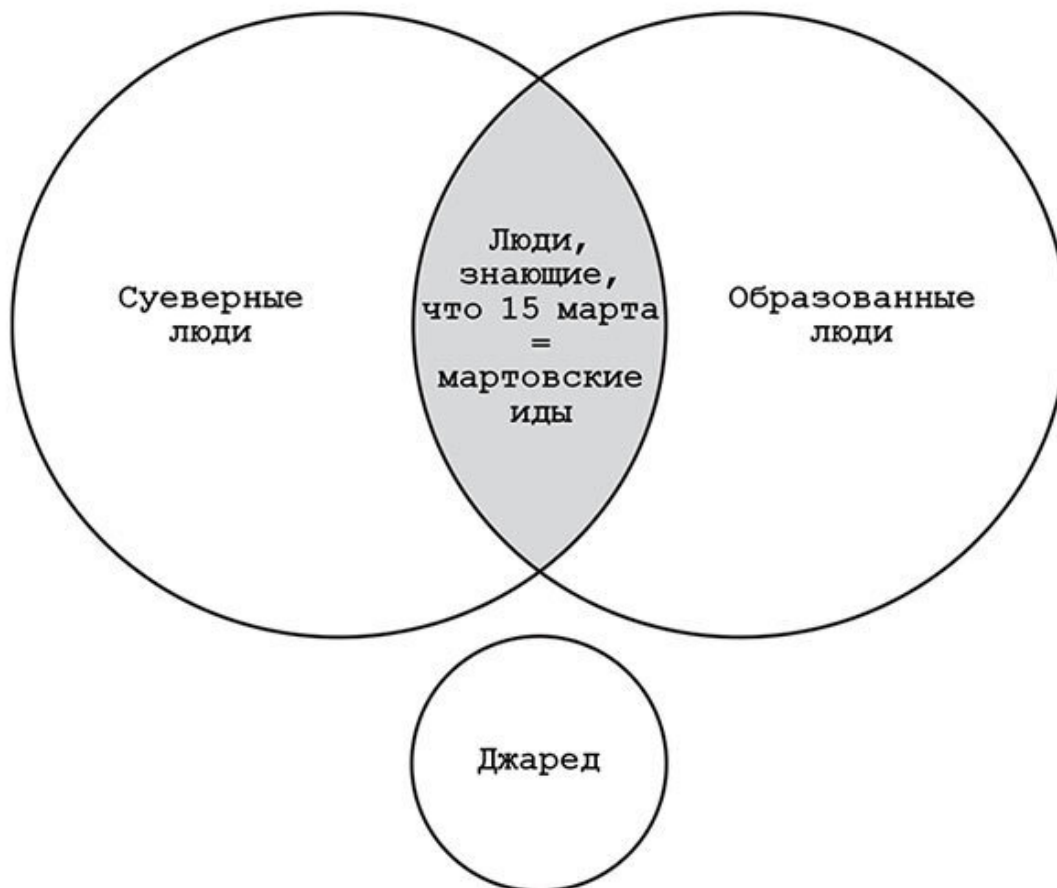 Суеверные
люди
Люди,
знающие,
что 15 марта
=
мартовские
иды
Образованные
люди
Джаред